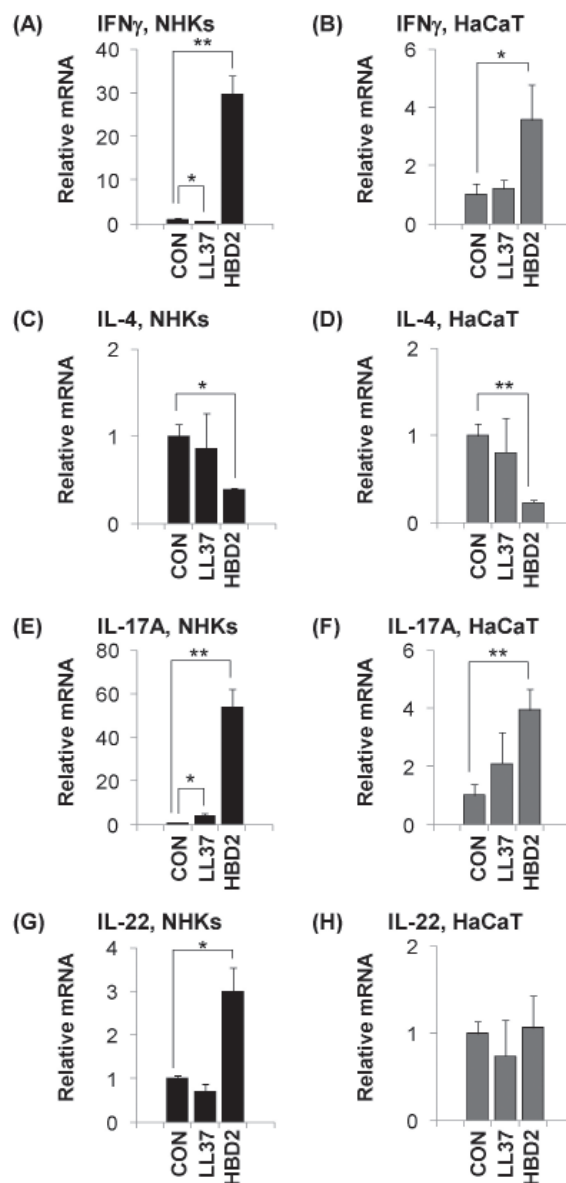 (A) IFNγ, NHKs
Relative mRNA
40
30
20
10
0
**
*
CON
LL37
HBD2
(B) IFNγ, HaCaT
Relative mRNA
6
4
2
0
*
CON
LL37
HBD2
(C) IL-4, NHKs
Relative mRNA
2
1
0
*
CON
LL37
HBD2
(D) IL-4, HaCaT
Relative mRNA
2
1
0
**
CON
LL37
HBD2
(E) IL-17A, NHKs
Relative mRNA
80
60
40
20
0
**
*
CON
LL37
HBD2
(F) IL-17A, HaCaT
Relative mRNA
6
4
2
0
**
CON
LL37
HBD2
(G) IL-22, NHKs
Relative mRNA
4
3
2
1
0
*
CON
LL37
HBD2
(H) IL-22, HaCaT
Relative mRNA
2
1
0
CON
LL37
HBD2